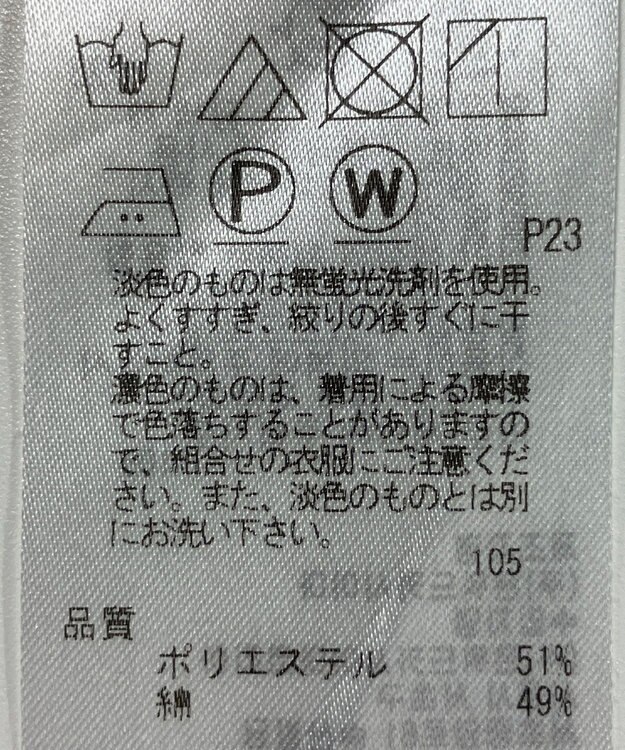 P W
P23
淡色のものは無蛍光洗剤を使用。
よくすすぎ、絞りの後すぐに干
すこと。
濃色のものは、着用による摩擦
で色落ちすることがありますの
で、組合せの衣服にご注意くだ
さい。また、淡色のものとは別
にお洗い下さい。
105
品質
ポリエステル 51%
綿 49%